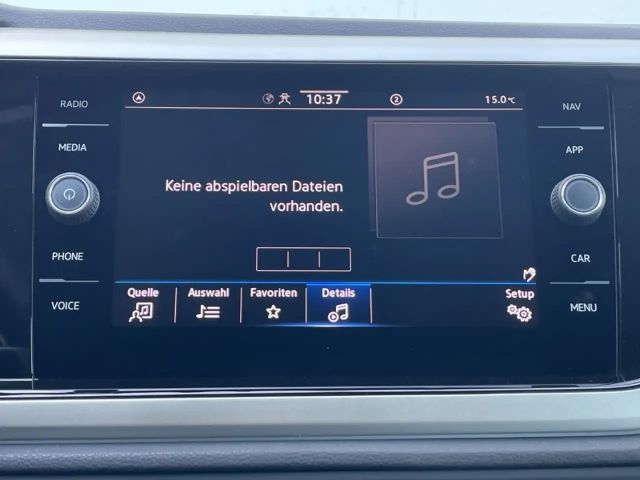 RADIO
MEDIA
PHONE
VOICE
10:37
2
15.0°C
Keine abspielbaren Dateien
vorhanden.
Quelle
Auswahl
Favoriten
Details
Setup
NAV
APP
CAR
MENU